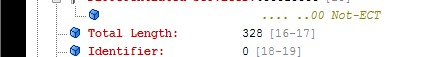 .... ..00 Not-ECT
Total Length: 328 [16-17]
Identifier: 0 [18-19]